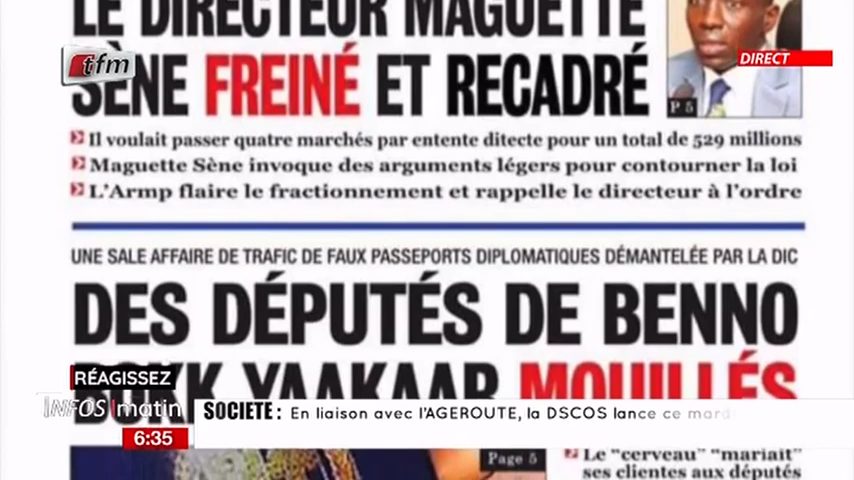 LE DIRECTEUR MAGUETTE
SÈNE FREINÉ ET RECADRÉ
P 5
tfm
DIRECT
Il voulait passer quatre marchés par entente ditecte pour un total de 529 millions
Maguette Sène invoque des arguments légers pour contourner la loi
L'Armp flaire le fractionnement et rappelle le directeur à l'ordre
UNE SALE AFFAIRE DE TRAFIC DE FAUX PASSEPORTS DIPLOMATIQUES DÉMANTELÉE PAR LA DIC
DES DÉPUTÉS DE BENNO
BOKK YAAKAAR MOUILLÉS
RÉAGISSEZ
INFOS matin
6:35
SOCIETE : En liaison avec l'AGEROUTE, la DSCOS lance ce mard
Page 5
Le "cerveau" "mariait"
ses clientes aux députés